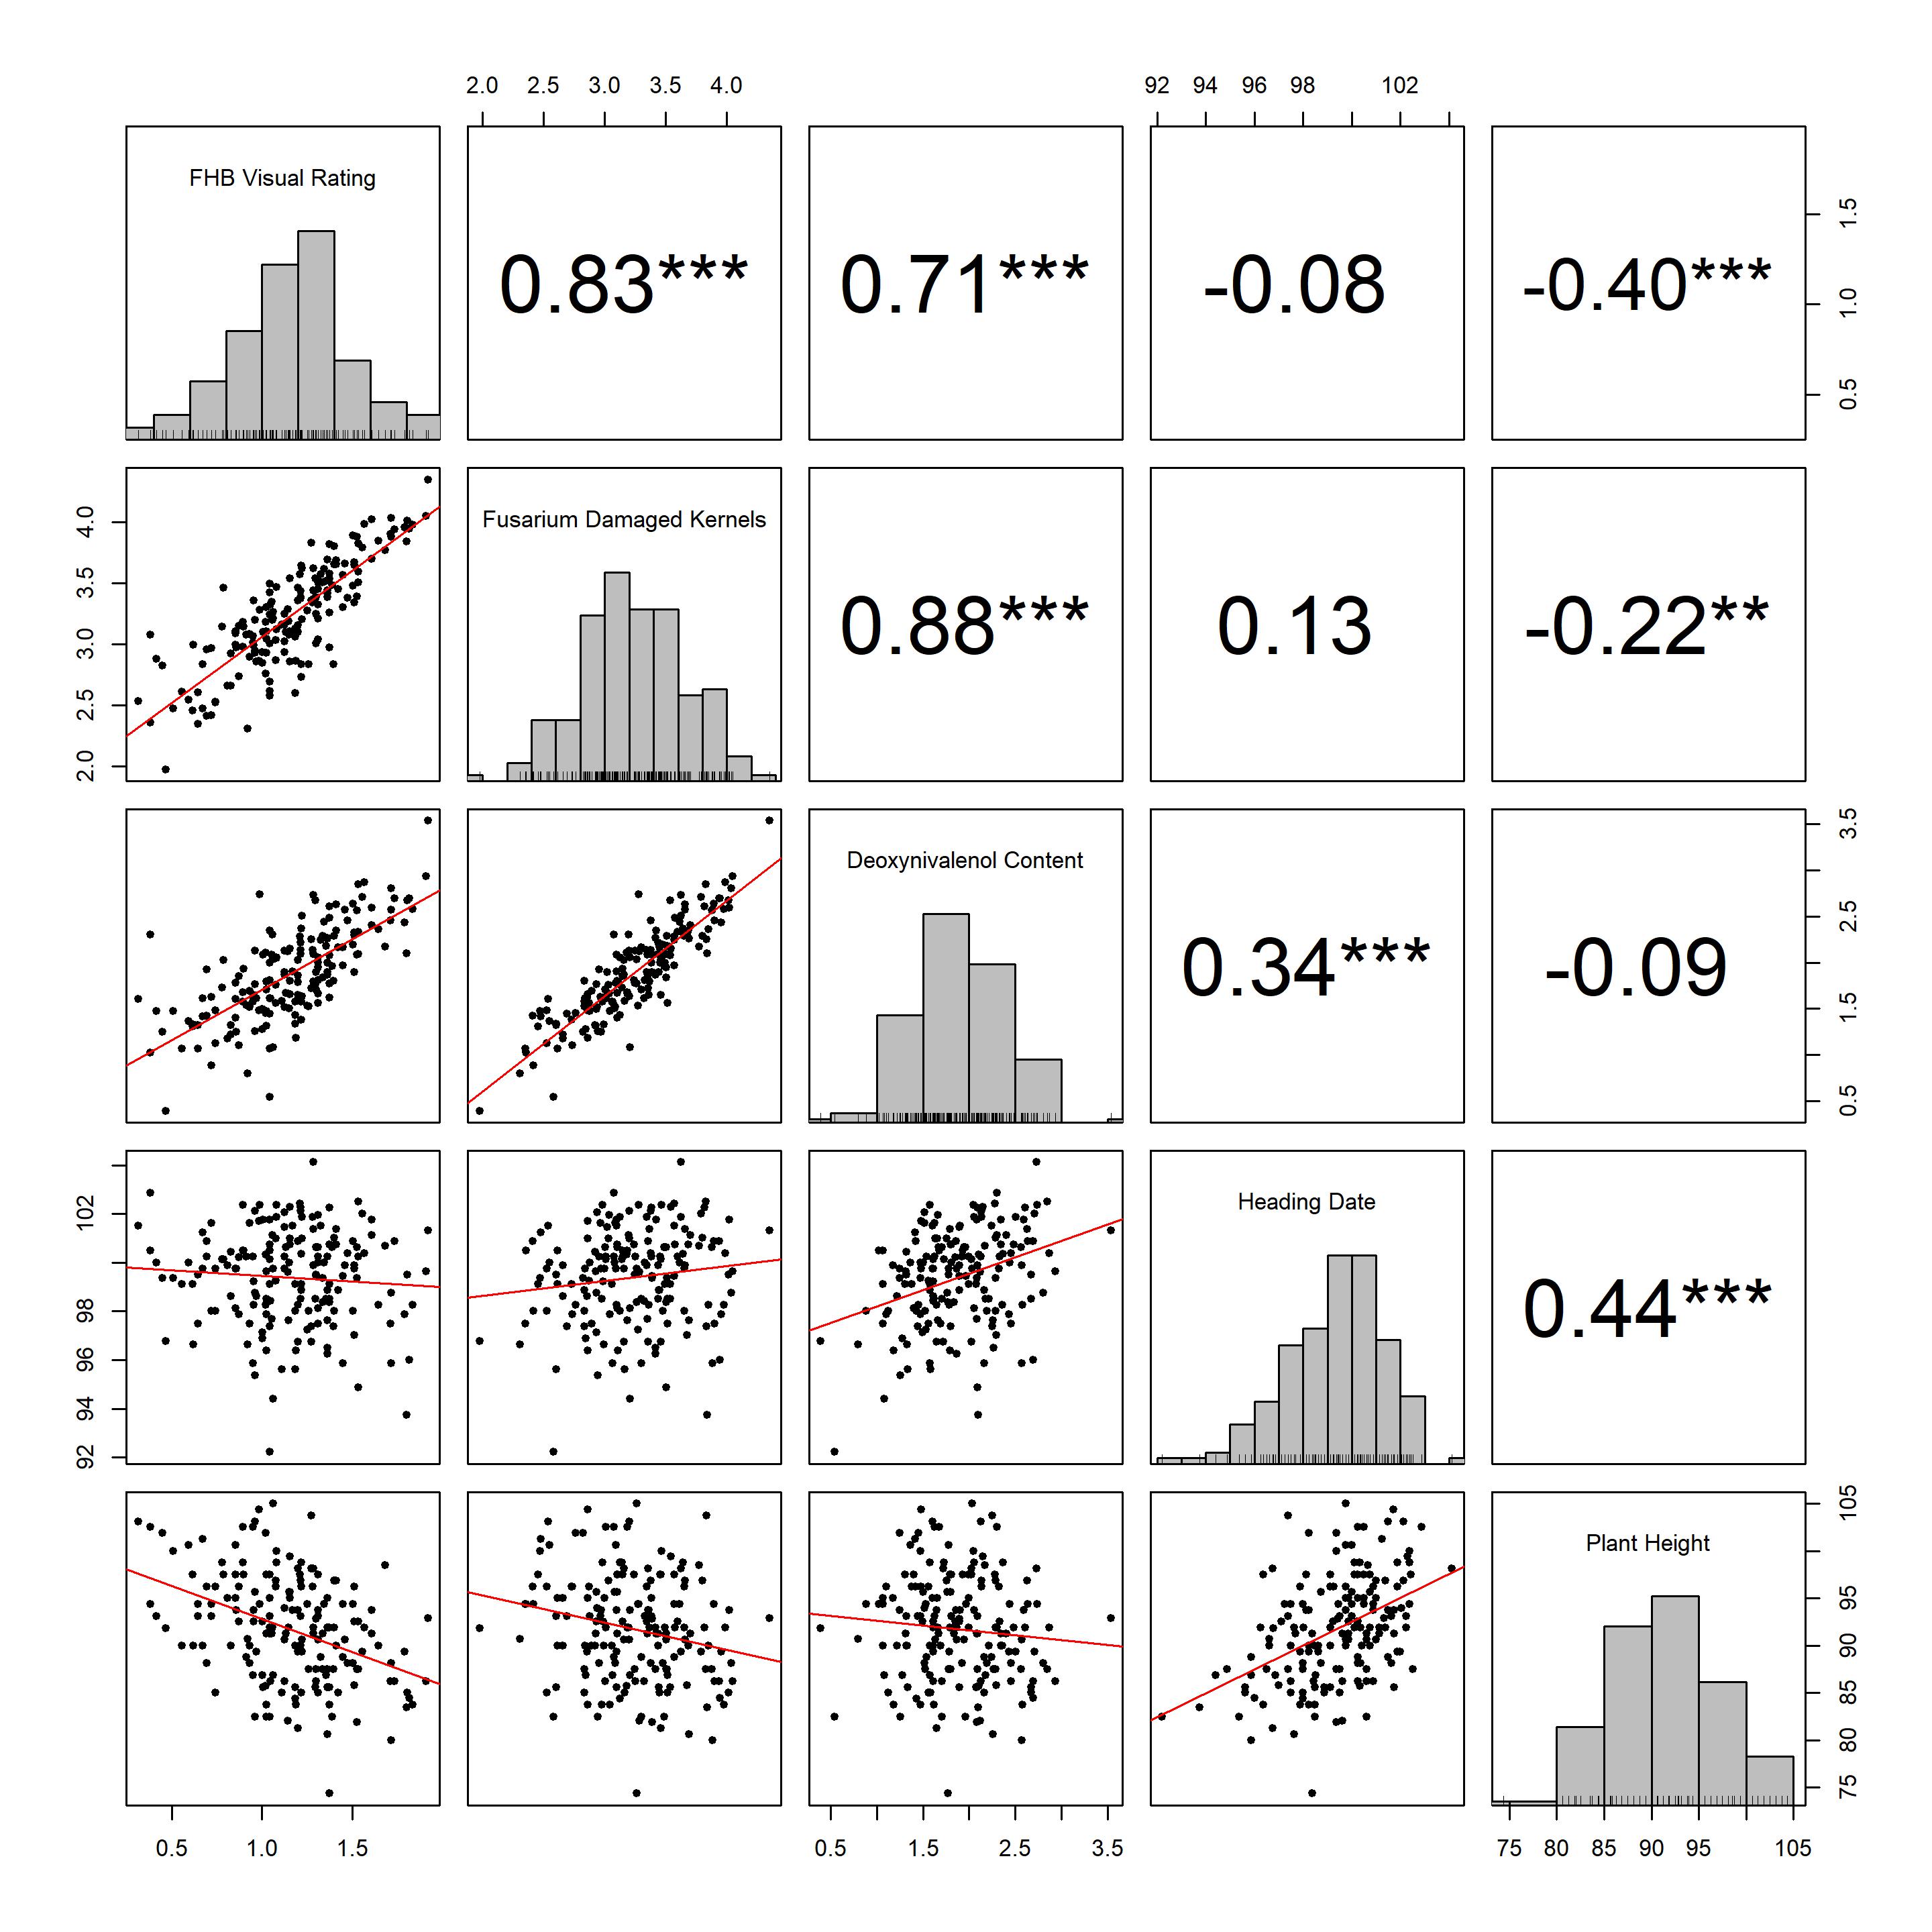 2.0 2.5 3.0 3.5 4.0 92 94 96 98 102
FHB Visual Rating
0.83*** 0.71*** -0.08 -0.40***
1.5
1.0
0.5
Fusarium Damaged Kernels
0.88*** 0.13 -0.22**
4.0
3.5
3.0
2.5
2.0
Deoxynivalenol Content
0.34*** -0.09
3.5
2.5
1.5
0.5
Heading Date
0.44***
102
98
96
94
92
Plant Height
105
95
90
85
80
75
0.5 1.0 1.5 0.5 1.5 2.5 3.5 75 80 85 90 95 105